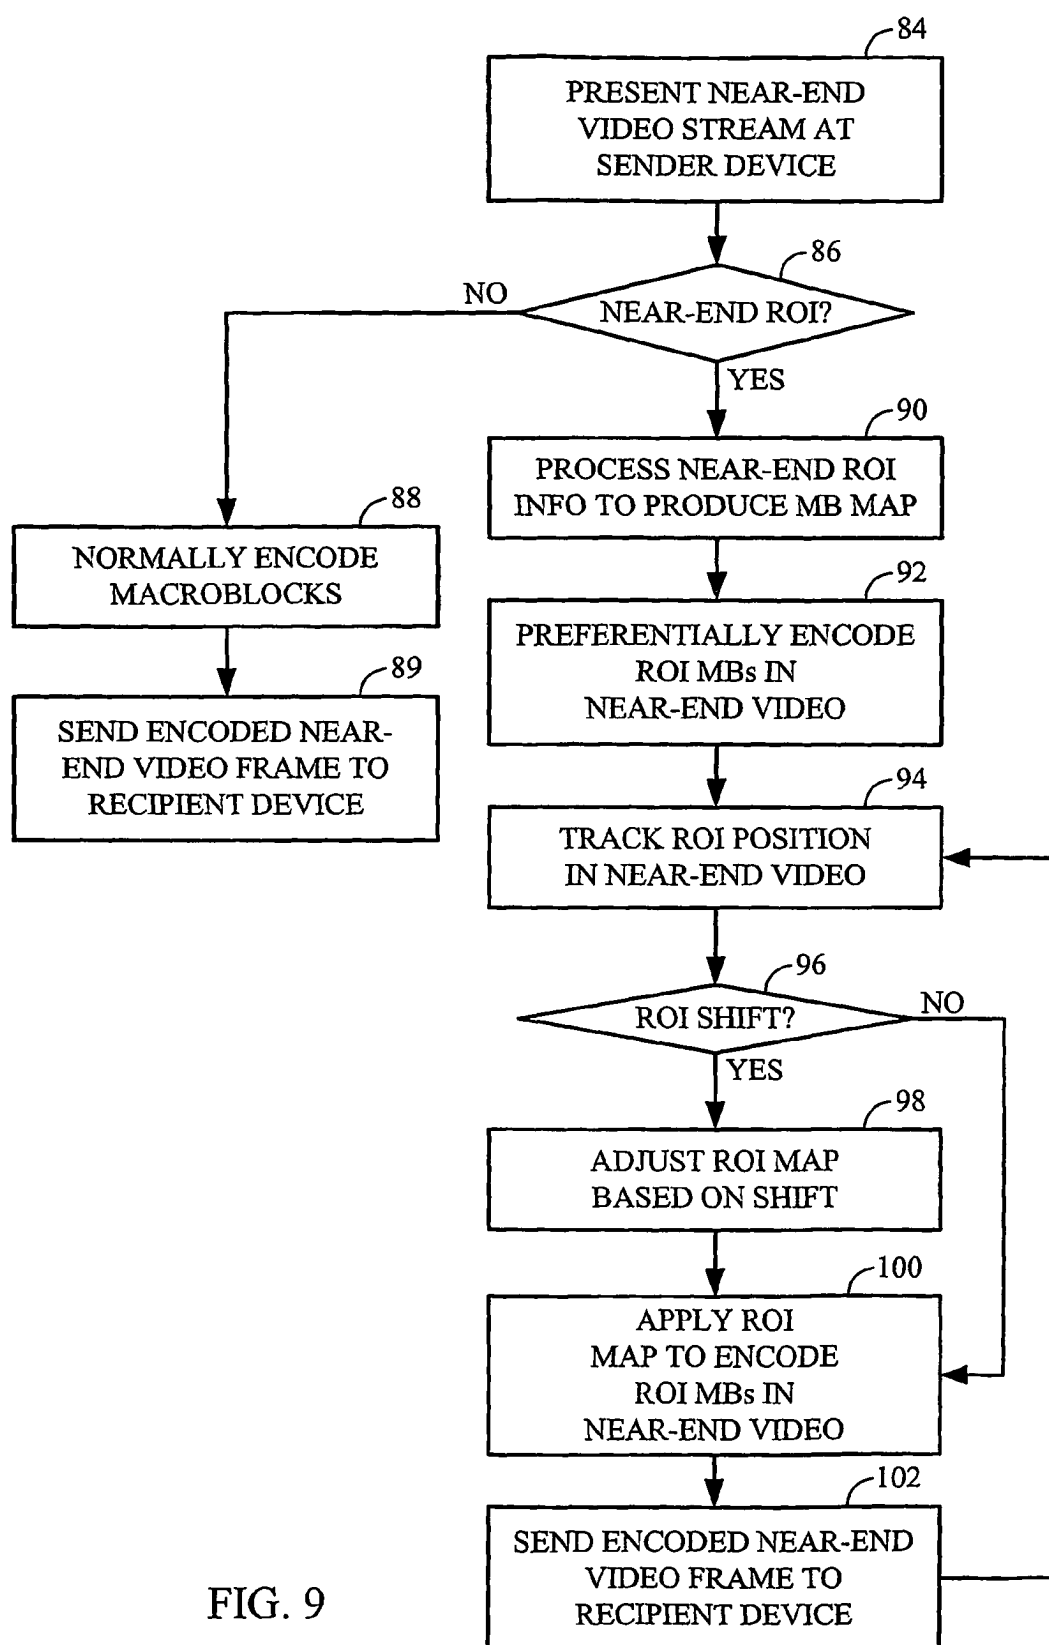 84
PRESENT NEAR-END
VIDEO STREAM AT
SENDER DEVICE
86
NEAR-END ROI?
NO
YES
88
NORMALLY ENCODE
MACROBLOCKS
89
SEND ENCODED NEAR-
END VIDEO FRAME TO
RECIPIENT DEVICE
90
PROCESS NEAR-END ROI
INFO TO PRODUCE MB MAP
92
PREFERENTIALLY ENCODE
ROI MBs IN
NEAR-END VIDEO
94
TRACK ROI POSITION
IN NEAR-END VIDEO
96
ROI SHIFT?
NO
YES
98
ADJUST ROI MAP
BASED ON SHIFT
100
APPLY ROI
MAP TO ENCODE
ROI MBs IN
NEAR-END VIDEO
102
SEND ENCODED NEAR-END
VIDEO FRAME TO
RECIPIENT DEVICE
FIG. 9